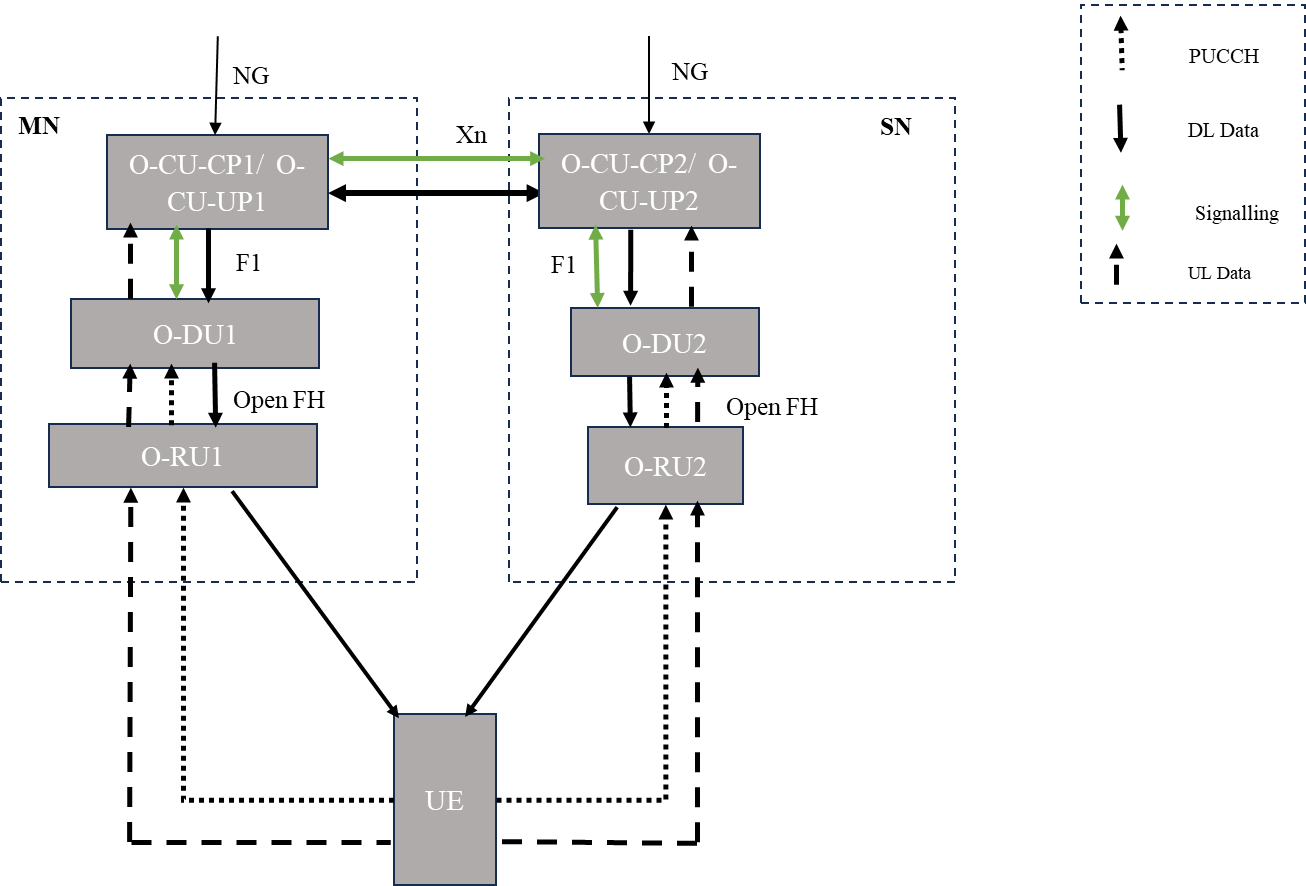 NG
NG
PUCCH
MN
Xn
SN
DL Data
O-CU-CP1/ O-
CU-UP1
O-CU-CP2/ O-
CU-UP2
Signalling
F1
F1
UL Data
O-DU1
O-DU2
Open FH
Open FH
O-RU1
O-RU2
UE